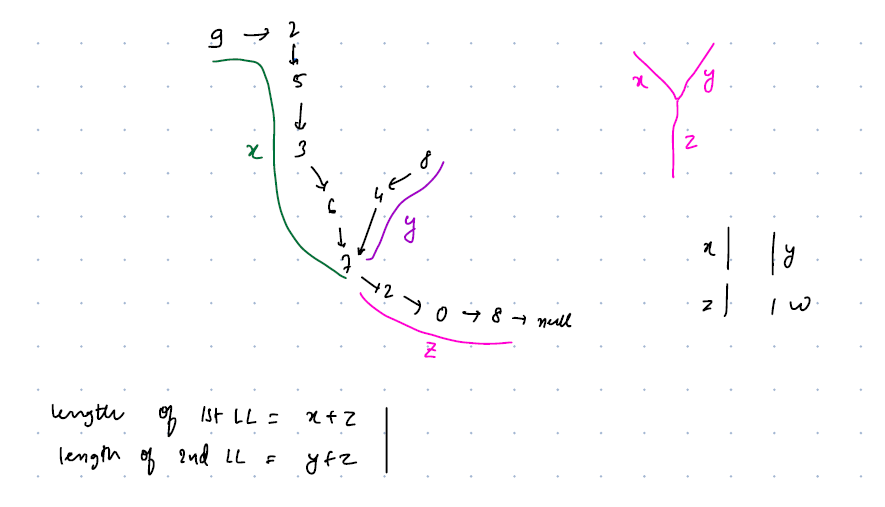 9 → 2
↓
5
↓
x 3 8
↘ ←
6 4
↓ y
7
↘ 2 → 0 → 8 → null
z
x y
z
x| |y
z| | w
length of 1st LL = x+z
length of 2nd LL = y+z